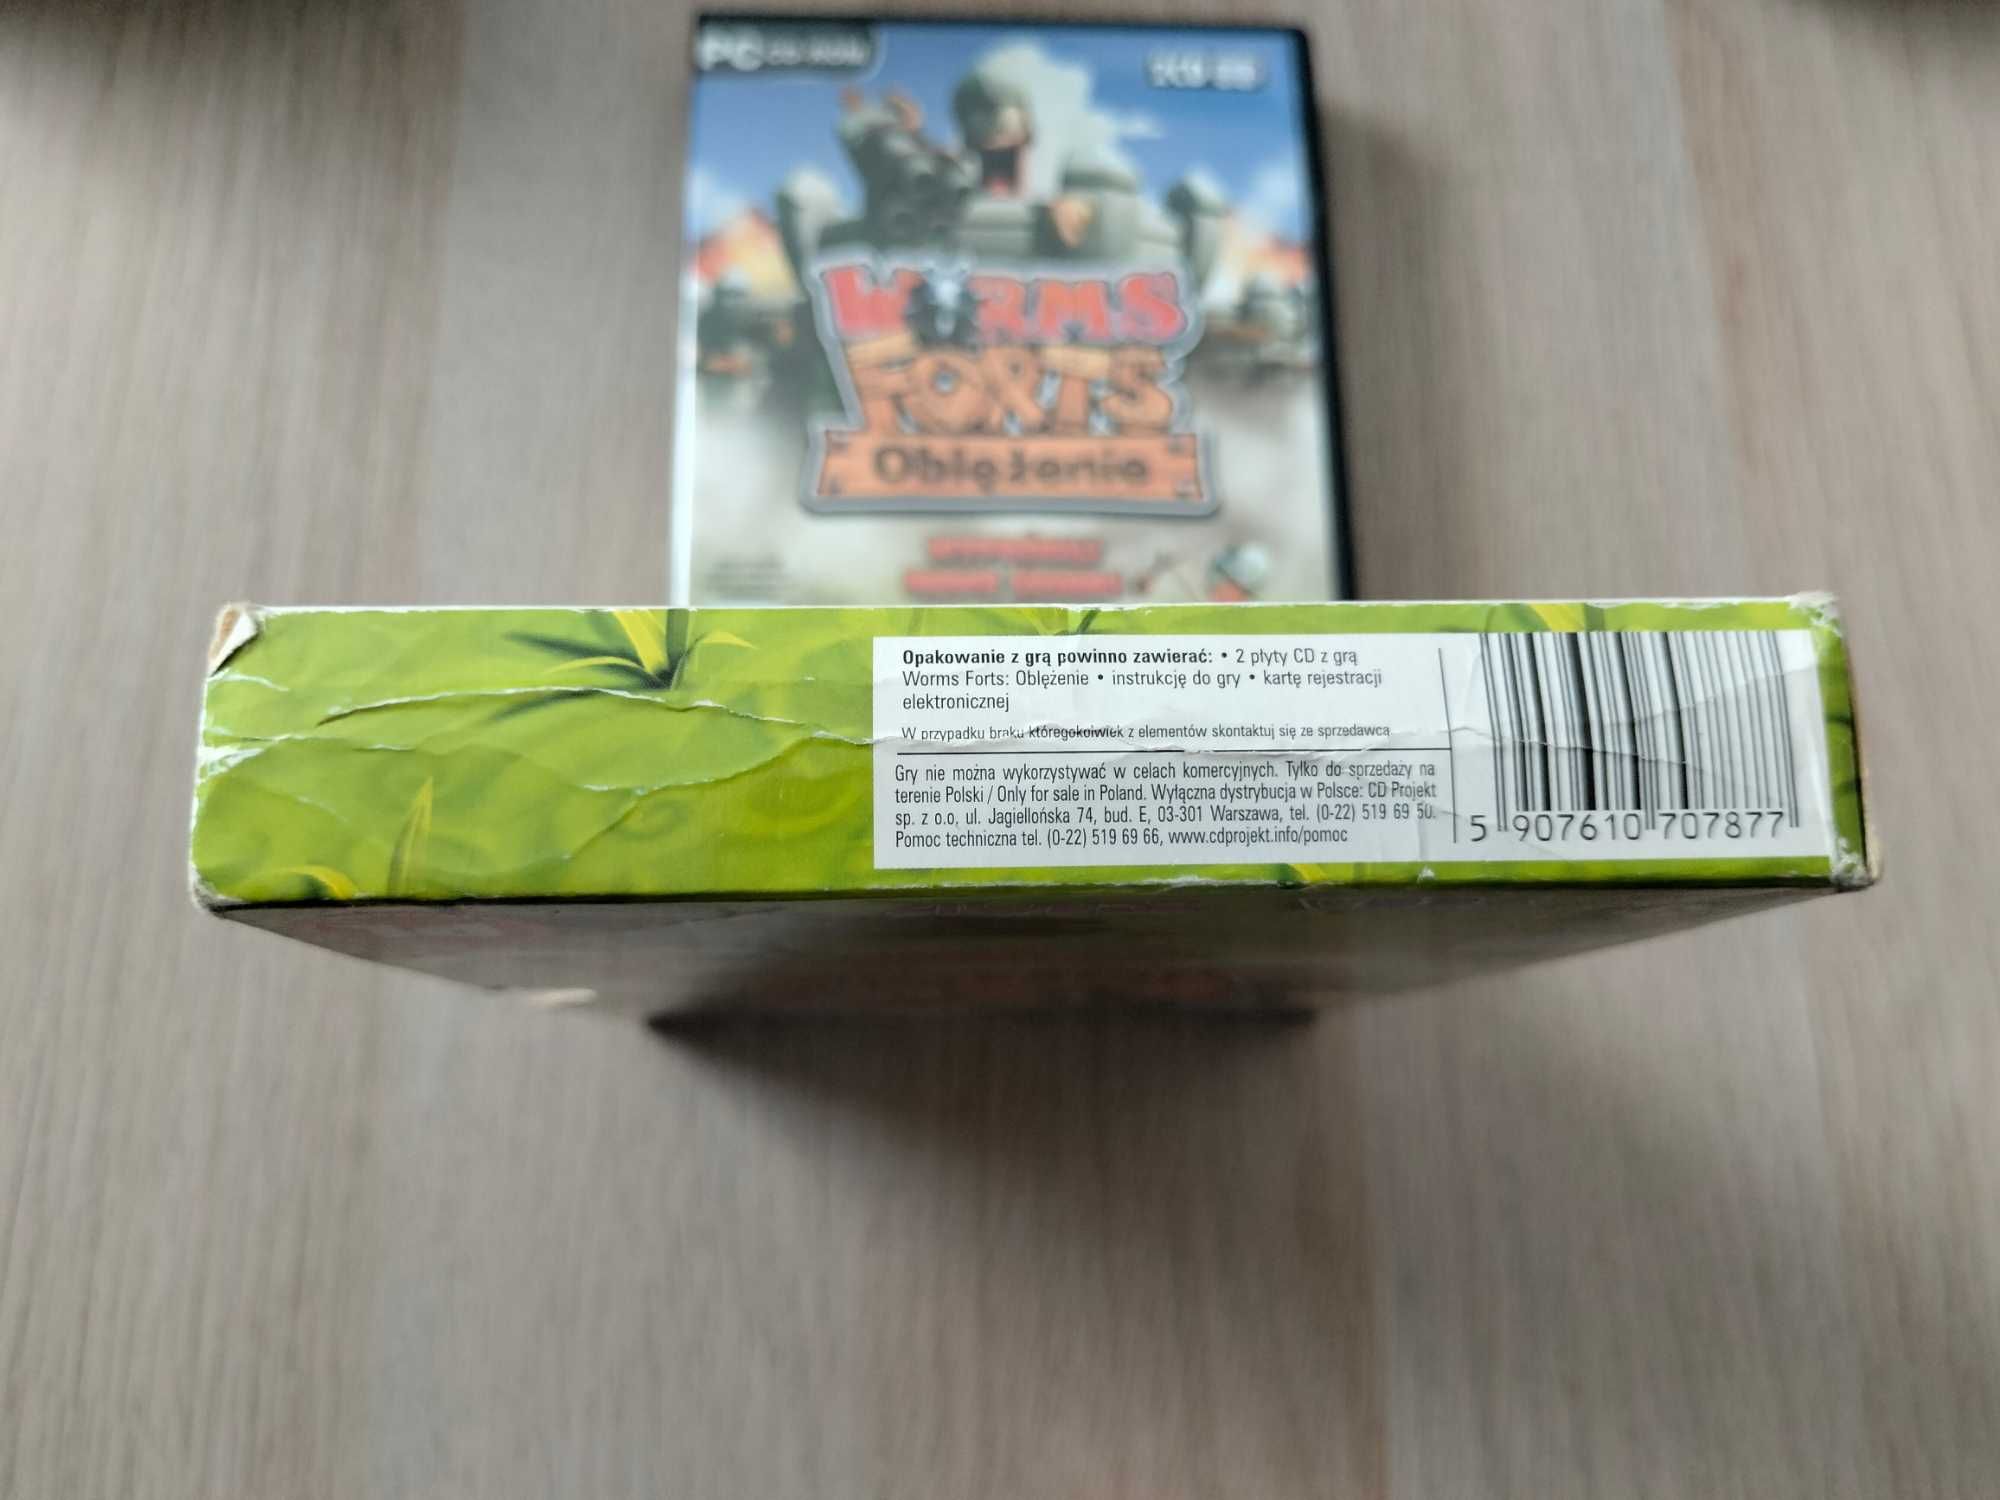 PC CD-ROM
WORMS
FORTS
Oblężenie
Opakowanie z grą powinno zawierać: • 2 płyty CD z grą
Worms Forts: Oblężenie • instrukcję do gry • kartę rejestracji
elektronicznej
W przypadku braku któregokolwiek z elementów skontaktuj się ze sprzedawcą
Gry nie można wykorzystywać w celach komercyjnych. Tylko do sprzedaży na
terenie Polski / Only for sale in Poland. Wyłączna dystrybucja w Polsce: CD Projekt
sp. z o.o, ul. Jagiellońska 74, bud. E, 03-301 Warszawa, tel. (0-22) 519 69 50.
Pomoc techniczna tel. (0-22) 519 69 66, www.cdprojekt.info/pomoc
5 907610 707877